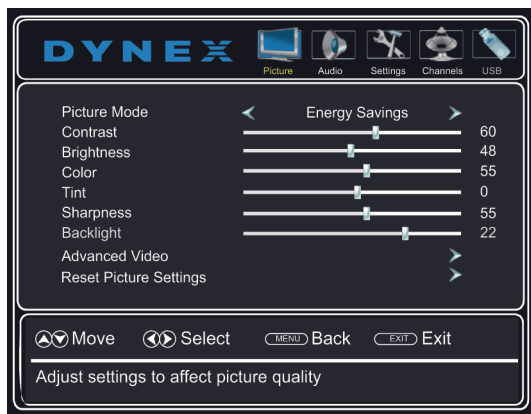 DYNEX
Picture Audio Settings Channels USB
Picture Mode Energy Savings
Contrast 60
Brightness 48
Color 55
Tint 0
Sharpness 55
Backlight 22
Advanced Video
Reset Picture Settings
Move Select MENU Back EXIT Exit
Adjust settings to affect picture quality